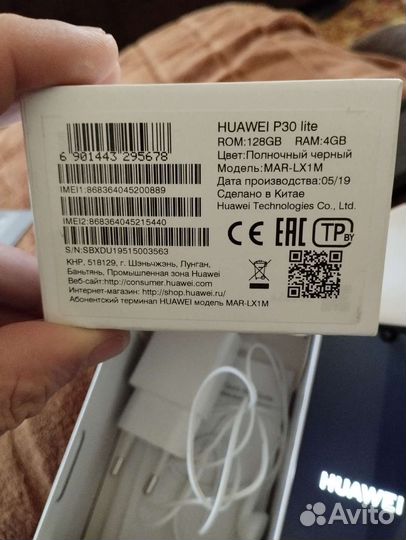 HUAWEI P30 lite
ROM:128GB RAM:4GB
Цвет:Полночный черный
Модель:MAR-LX1M
Дата производства:05/19
Сделано в Китае
Huawei Technologies Co., Ltd.
6 901443 295678
IMEI1:868364045200889
IMEI2:868364045215440
S/N:SBXDU19515003563
CE EAC TP BY
КНР, 518129, г. Шэньчжэнь, Лунган,
Баньтянь, Промышленная зона Huawei
Веб-сайт:http://consumer.huawei.com
Интернет-магазин: http://shop.huawei.com
Абонентский терминал HUAWEI модель MAR-LX1M
HUAWEI
Avito